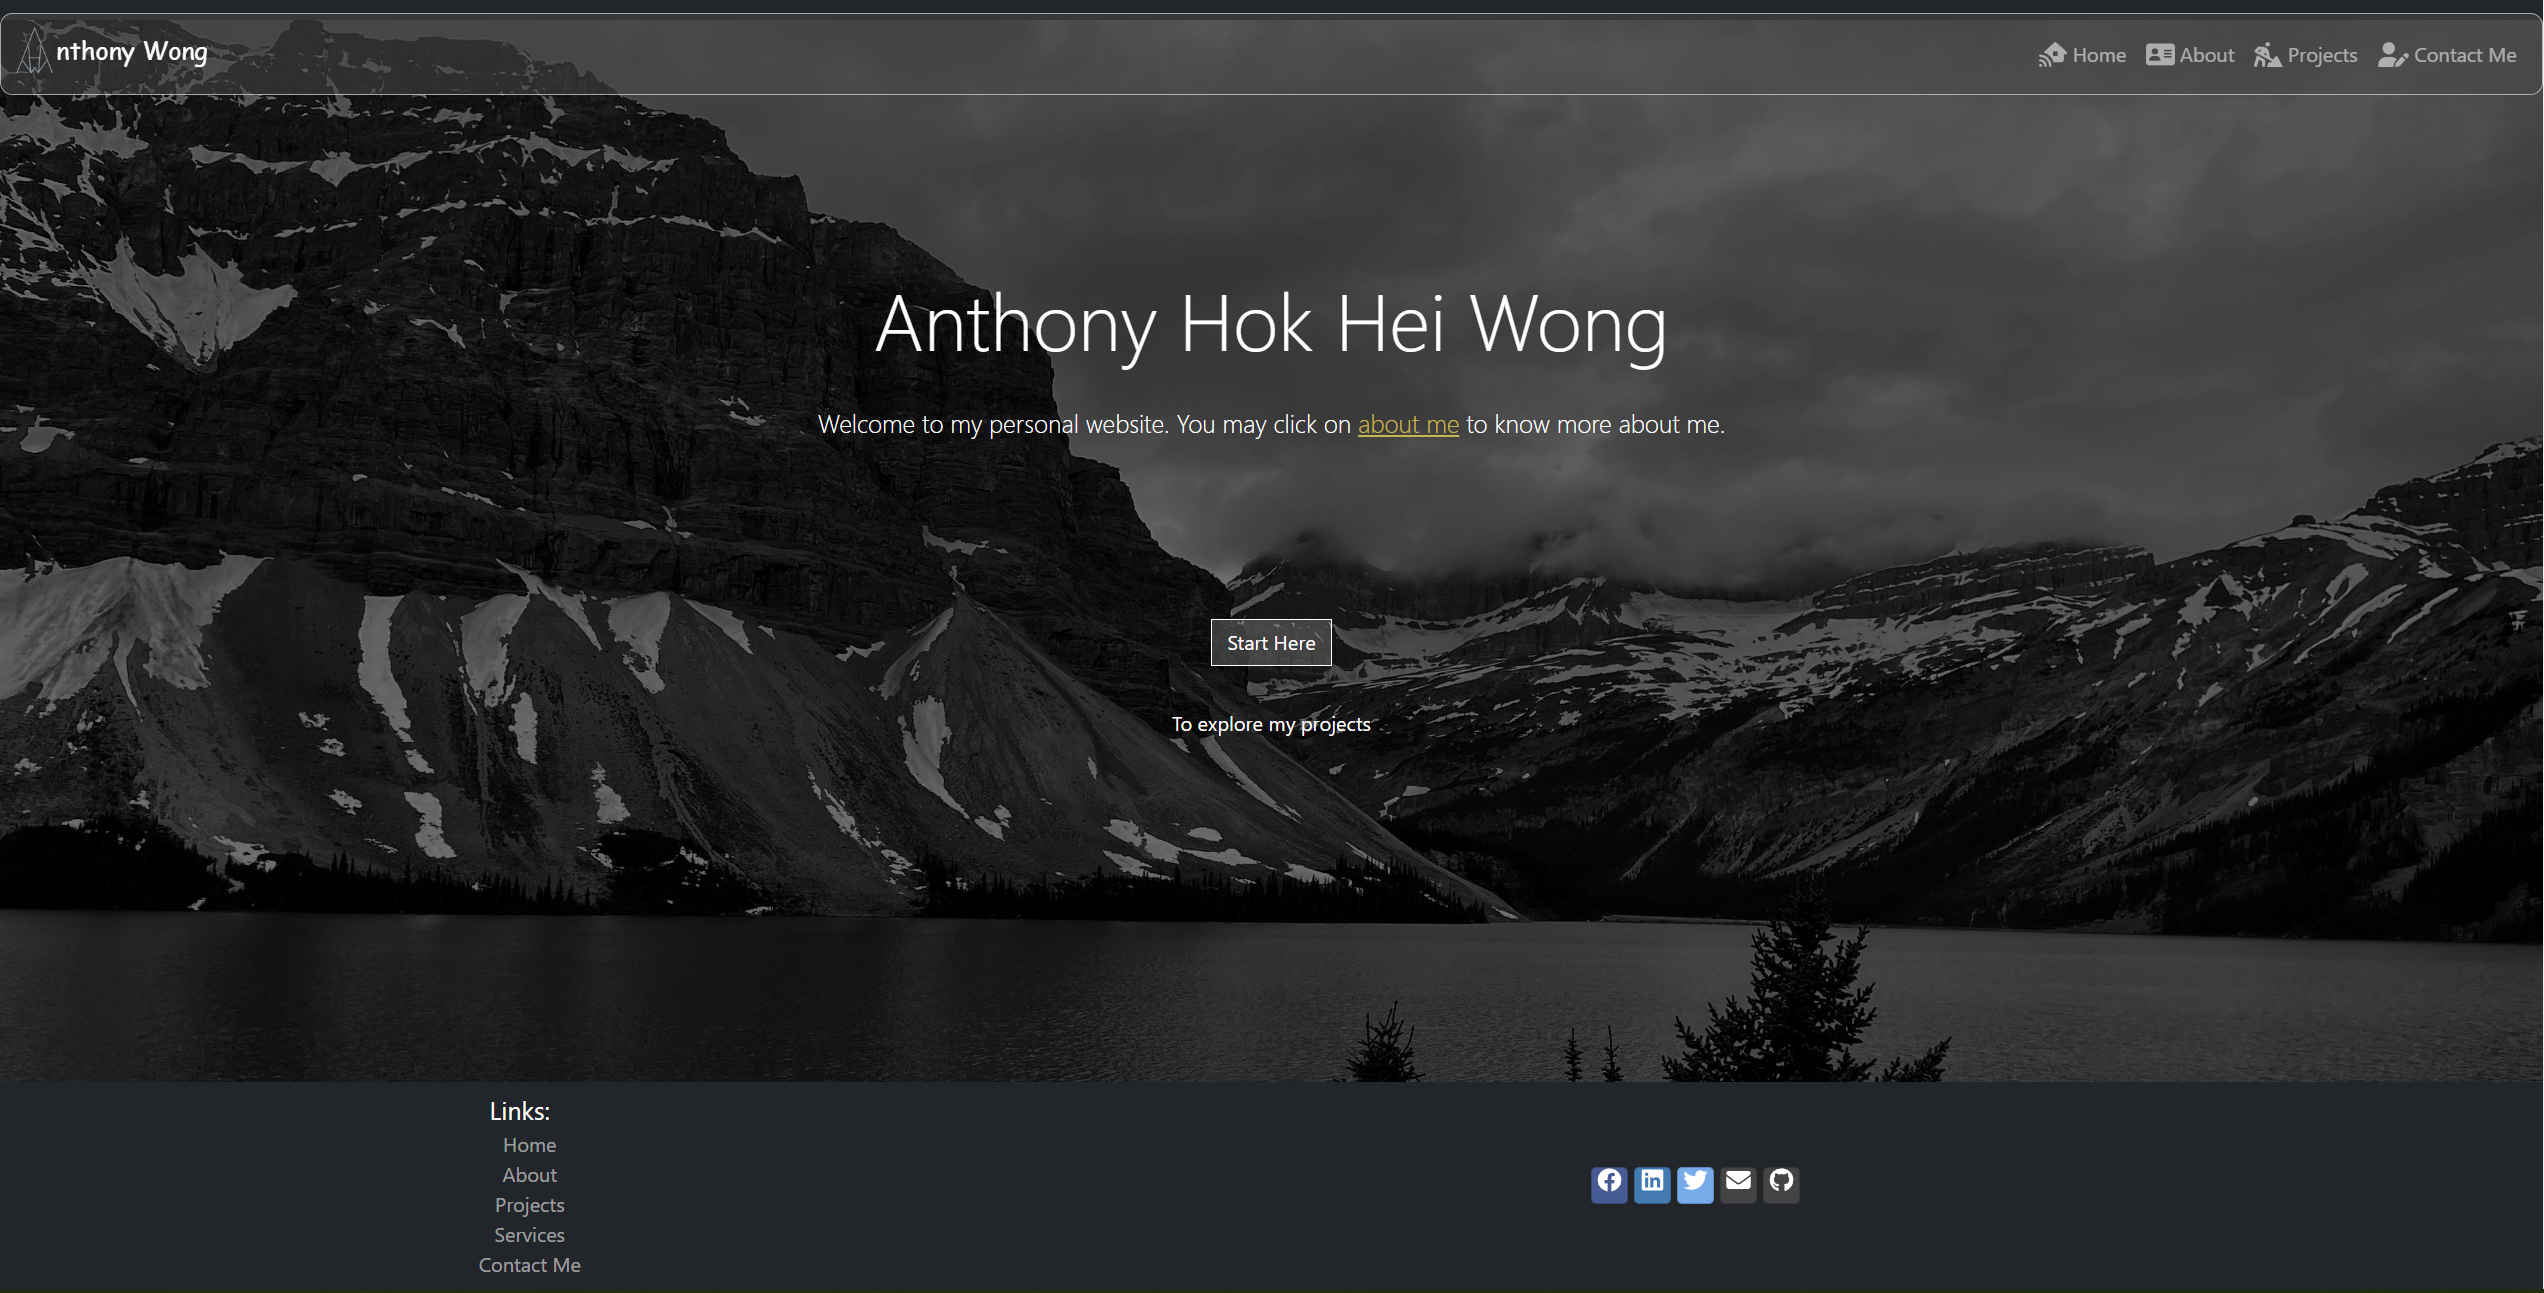 Anthony Wong
Home About Projects Contact Me
Anthony Hok Hei Wong
Welcome to my personal website. You may click on about me to know more about me.
Start Here
To explore my projects
Links:
Home
About
Projects
Services
Contact Me
in